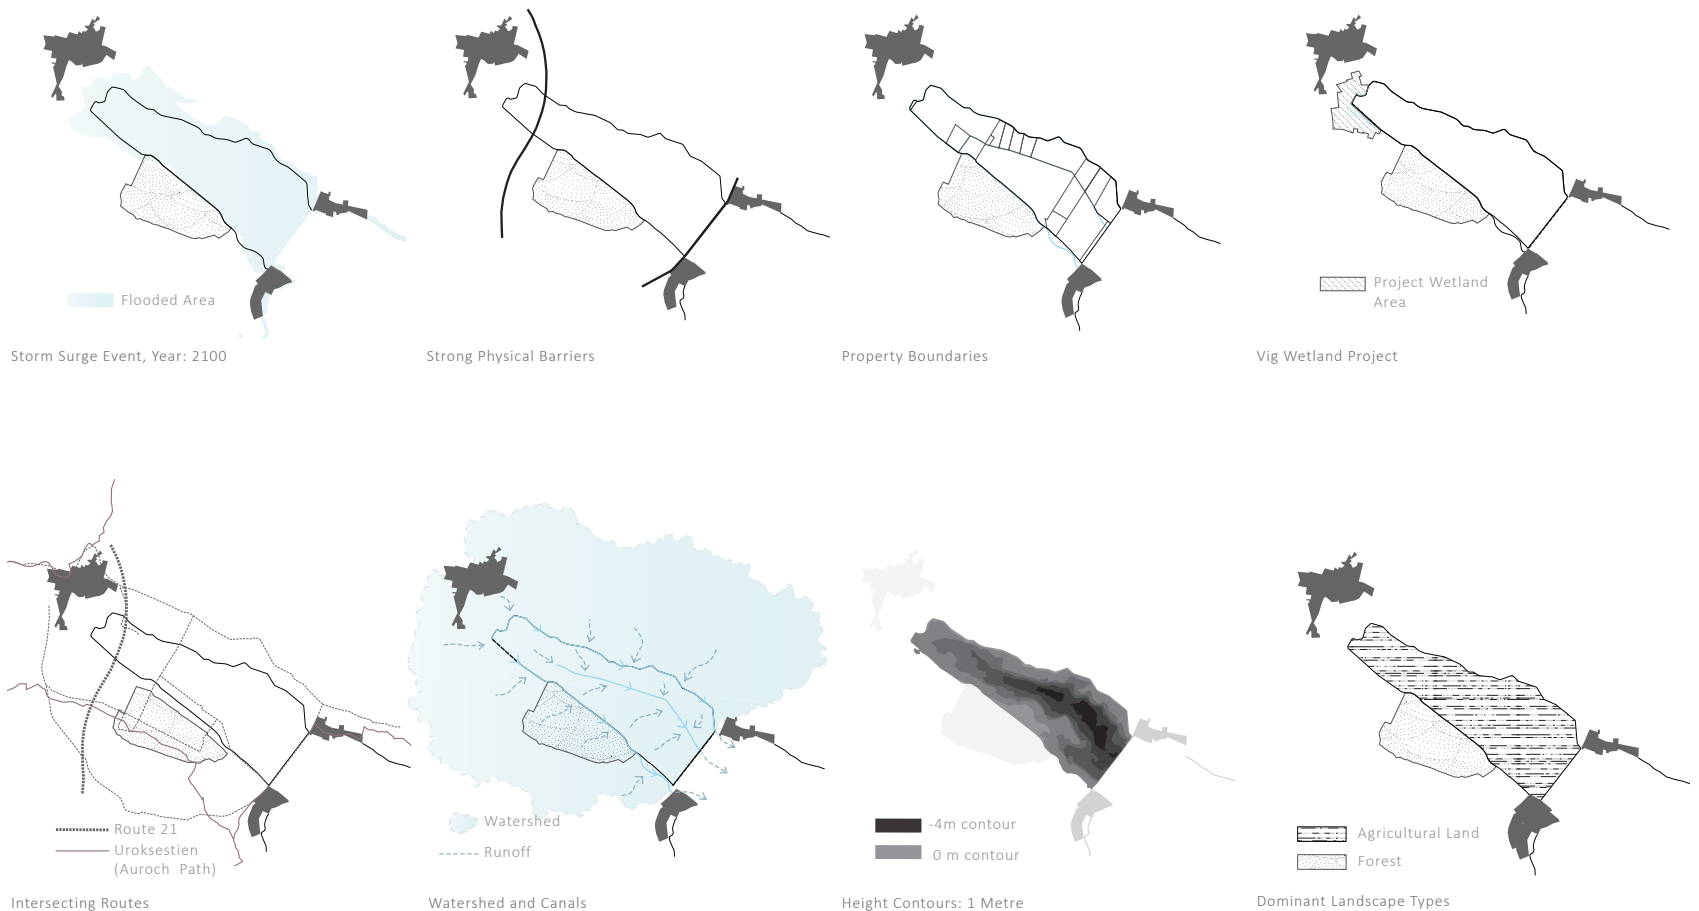 Flooded Area
Storm Surge Event, Year: 2100
Strong Physical Barriers
Property Boundaries
Project Wetland
Area
Vig Wetland Project
Route 21
Uroksestien
(Auroch Path)
Intersecting Routes
Watershed
Runoff
Watershed and Canals
-4m contour
0 m contour
Height Contours: 1 Metre
Agricultural Land
Forest
Dominant Landscape Types